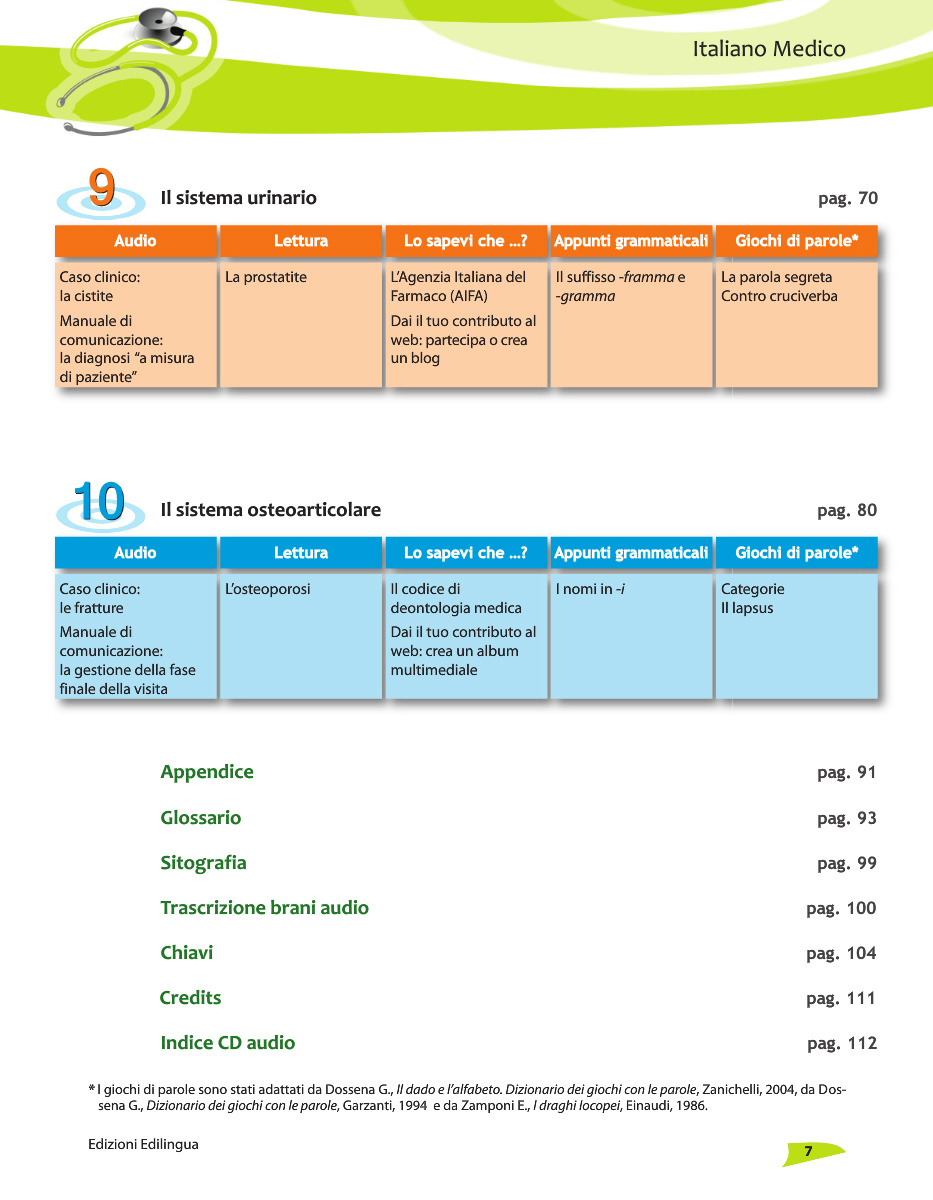 Italiano Medico
9
Il sistema urinario pag. 70
Audio Lettura Lo sapevi che ...? Appunti grammaticali Giochi di parole*
Caso clinico:
la cistite
Manuale di
comunicazione:
la diagnosi “a misura
di paziente”
La prostatite
L’Agenzia Italiana del
Farmaco (AIFA)
Dai il tuo contributo al
web: partecipa o crea
un blog
Il suffisso -framma e
-gramma
La parola segreta
Contro cruciverba
10
Il sistema osteoarticolare pag. 80
Audio Lettura Lo sapevi che ...? Appunti grammaticali Giochi di parole*
Caso clinico:
le fratture
Manuale di
comunicazione:
la gestione della fase
finale della visita
L’osteoporosi
Il codice di
deontologia medica
Dai il tuo contributo al
web: crea un album
multimediale
I nomi in -i
Categorie
Il lapsus
Appendice pag. 91
Glossario pag. 93
Sitografia pag. 99
Trascrizione brani audio pag. 100
Chiavi pag. 104
Credits pag. 111
Indice CD audio pag. 112
* I giochi di parole sono stati adattati da Dossena G., Il dado e l’alfabeto. Dizionario dei giochi con le parole, Zanichelli, 2004, da Dos-
sena G., Dizionario dei giochi con le parole, Garzanti, 1994 e da Zamponi E., I draghi locopei, Einaudi, 1986.
Edizioni Edilingua
7